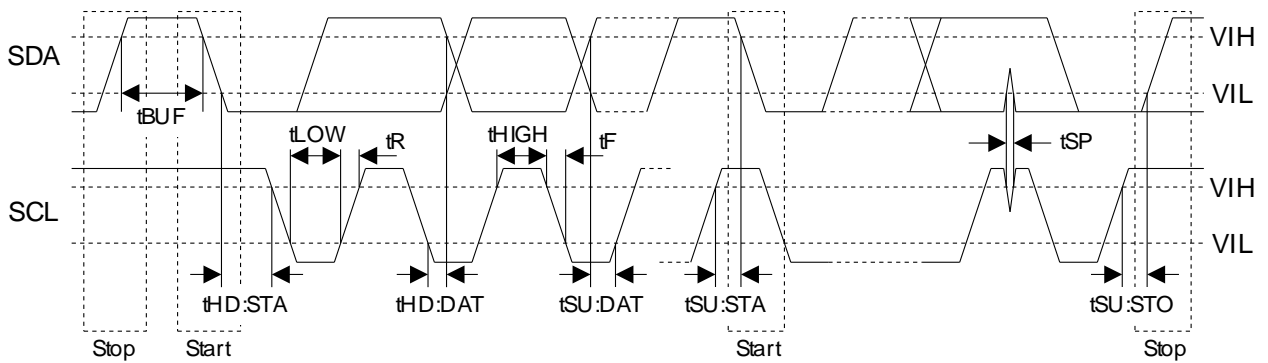 SDA
VIH
VIL
tBUF
tLOW
tR
tHIGH
tF
tSP
SCL
VIH
VIL
tHD:STA
tHD:DAT
tSU:DAT
tSU:STA
tSU:STO
Stop
Start
Start
Stop